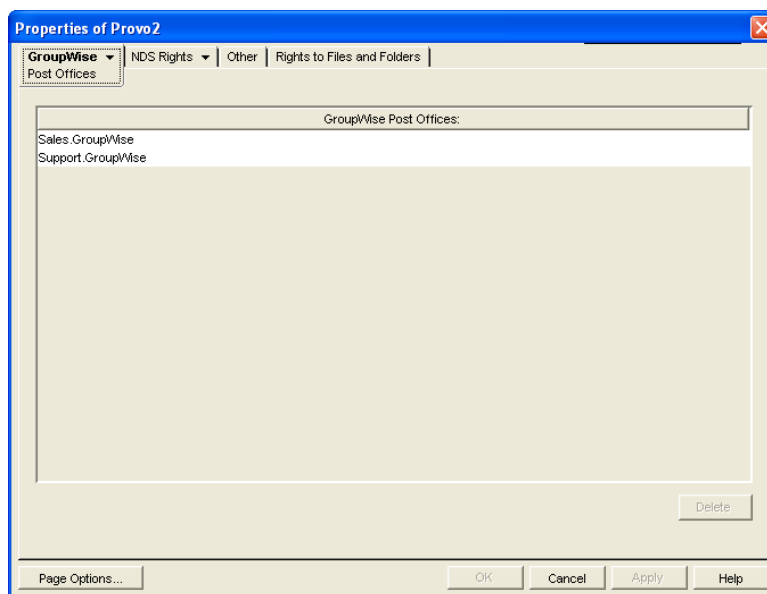 Properties of Provo2
GroupWise NDS Rights Other Rights to Files and Folders
Post Offices
GroupWise Post Offices:
Sales.GroupWise
Support.GroupWise
Delete
Page Options... OK Cancel Apply Help